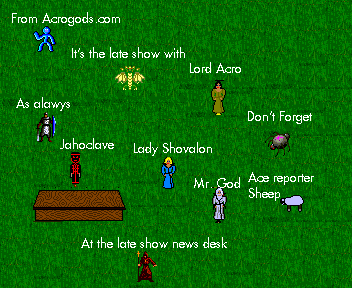 From Acrogods.com
It's the late show with
Lord Acro
As alawys
Don't Forget
Jahoclave
Lady Shovalon
Mr. God
Ace reporter
Sheep
At the late show news desk